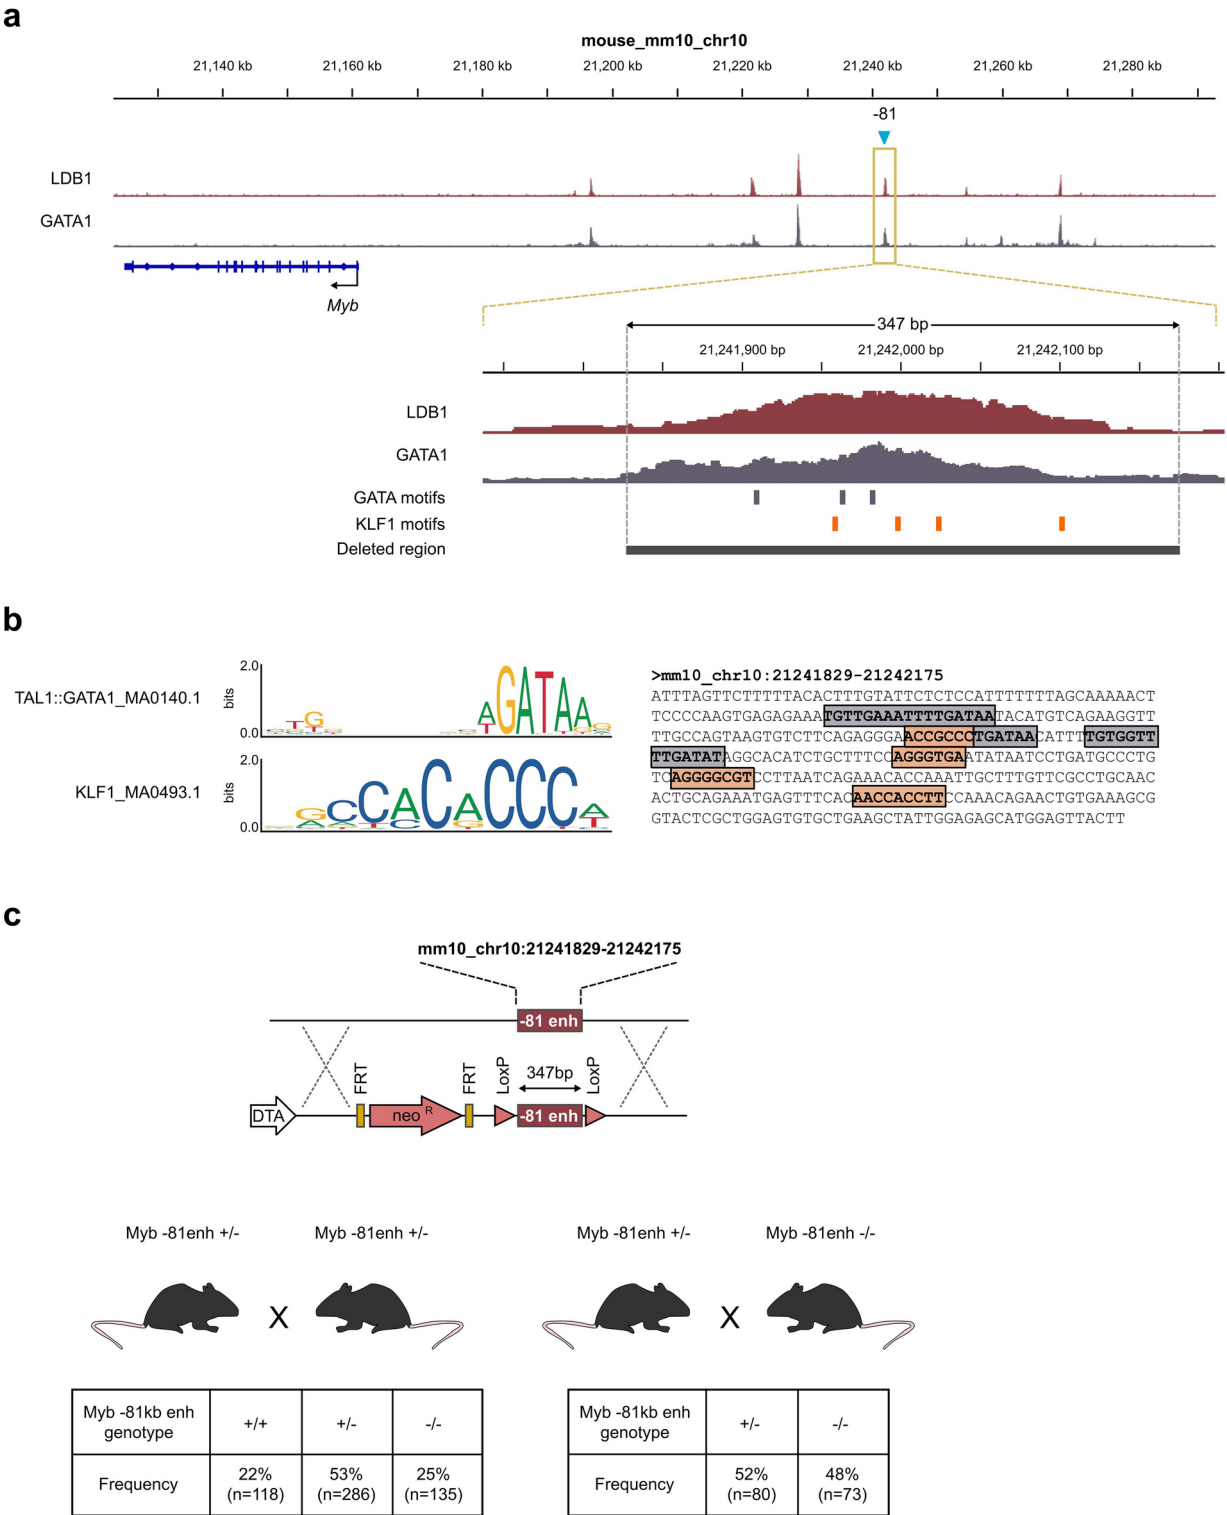 a
mouse_mm10_chr10
21,140 kb 21,160 kb 21,180 kb 21,200 kb 21,220 kb 21,240 kb 21,260 kb 21,280 kb
-81
LDB1
GATA1
Myb
347 bp
21,241,900 bp 21,242,000 bp 21,242,100 bp
LDB1
GATA1
GATA motifs
KLF1 motifs
Deleted region
b
TAL1::GATA1_MA0140.1
2.0
bits
0.0
KLF1_MA0493.1
2.0
bits
0.0
>mm10_chr10:21241829-21242175
ATTTAGTTCTTTTTACACTTTGTATTCTCTCCATTTTTTTAGCAAAAACT
TCCCCAAGTGAGAGAAATGTTGAAATTTTGATAATACATGTCAGAAGGTT
TTGCCAGTAAGTGTCTTCAGAGGGAACCGCCCTGATAACATTTTGTGGTT
TTGATATAGGCACATCTGCTTTCCAGGGTGAATATAATCCTGATGCCCTG
TCAGGGGCGTCCTTAATCAGAAACACCAAATTGCTTTGTTCGCCTGCAAC
ACTGCAGAAATGAGTTTCACAACCACCTTCCAAACAGAACTGTGAAAGCG
GTACTCGCTGGAGTGTGCTGAAGCTATTGGAGAGCATGGAGTTACTT
c
mm10_chr10:21241829-21242175
-81 enh
FRT FRT LoxP 347bp LoxP
DTA neo R -81 enh
Myb -81enh +/- Myb -81enh +/- Myb -81enh +/- Myb -81enh -/-
X X
Myb -81kb enh genotype +/+ +/- -/-
Frequency 22% (n=118) 53% (n=286) 25% (n=135)
Myb -81kb enh genotype +/- -/-
Frequency 52% (n=80) 48% (n=73)